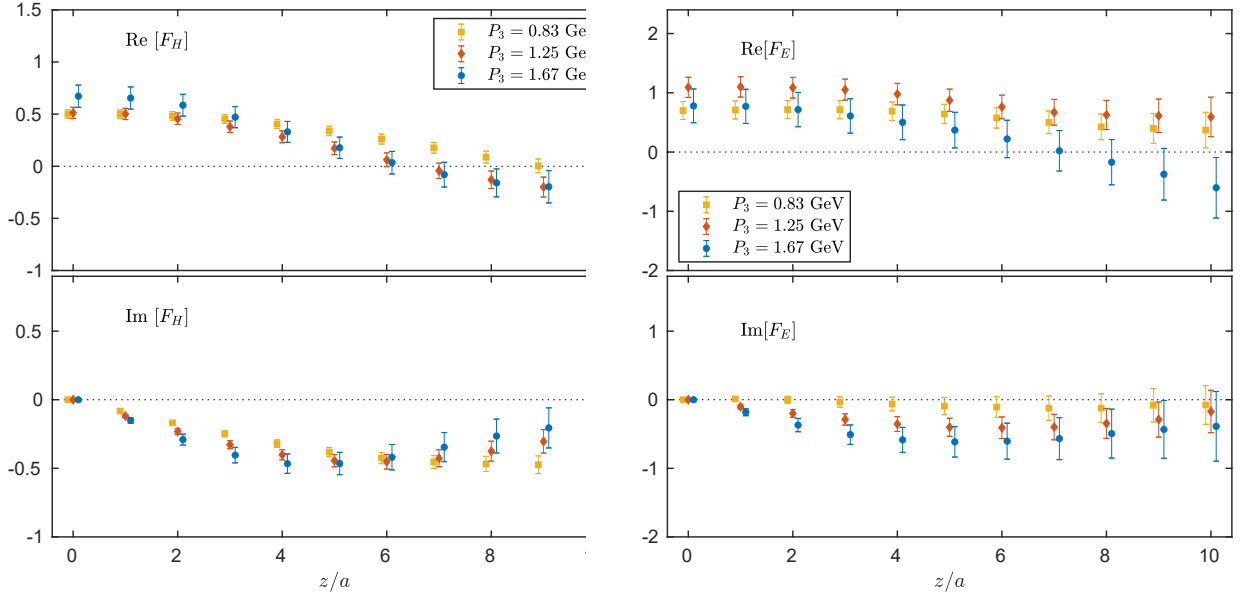 1.5
1
0.5
0
-0.5
-1
Re [F_H]
P_3 = 0.83 Ge
P_3 = 1.25 Ge
P_3 = 1.67 Ge
0.5
0
-0.5
-1
Im [F_H]
0 2 4 6 8
z/a
2
1
0
-1
-2
Re[F_E]
P_3 = 0.83 GeV
P_3 = 1.25 GeV
P_3 = 1.67 GeV
1
0
-1
-2
Im[F_E]
0 2 4 6 8 10
z/a